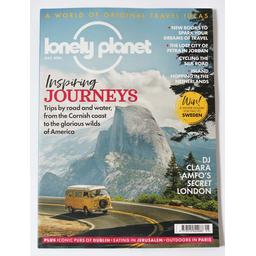 A WORLD OF ORIGINAL TRAVEL IDEAS
lonely planet
NEW BOOKS TO
SPARK YOUR
DREAMS OF TRAVEL
THE LOST CITY OF
PETRA IN JORDAN
CYCLING THE
SILK ROAD
ISLAND
HOPPING IN THE
NETHERLANDS
Inspiring
JOURNEYS
Trips by road and water,
from the Cornish coast
to the glorious wilds
of America
Win!
SWEDEN
DJ
CLARA
AMFO'S
SECRET
LONDON
PLUS ICONIC PUBS OF DUBLIN • EATING IN JERUSALEM • OUTDOORS IN PARIS